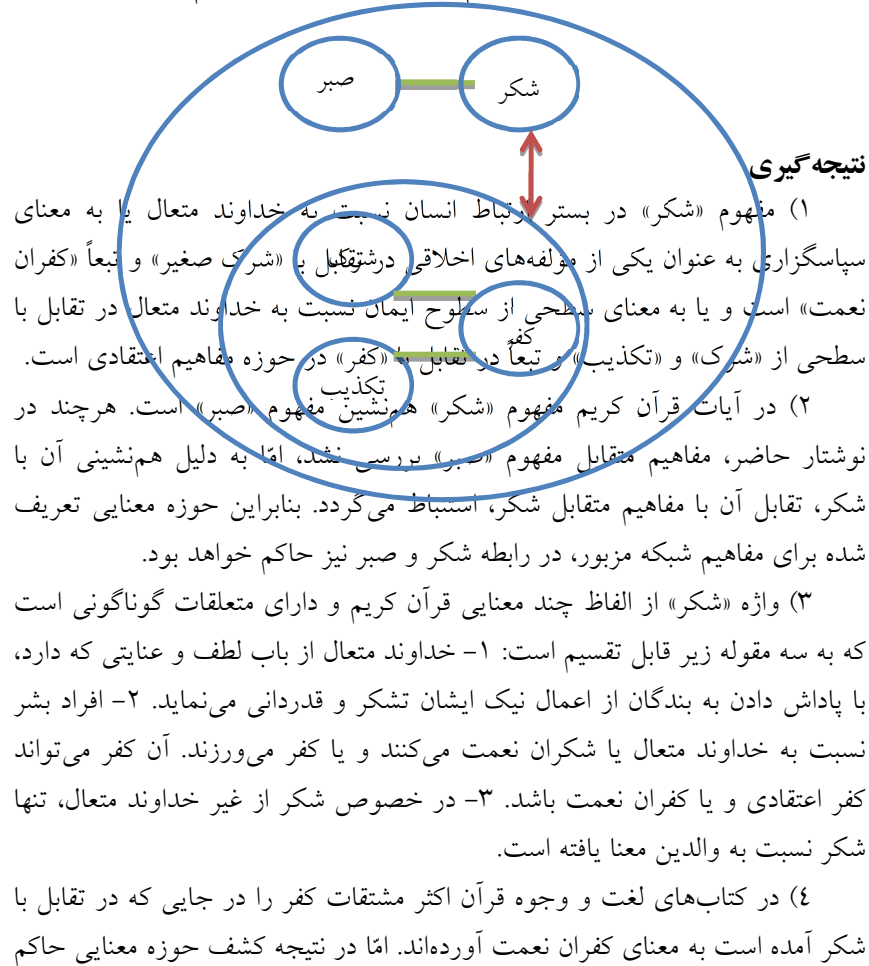 صبر
شکر
نتیجه‌گیری
۱) مفهوم «شکر» در بستر ارتباط انسان نسبت به خداوند متعال یا به معنای
سپاسگزاری به عنوان یکی از مولفه‌های اخلاقی در تقابل با «شرک صغیر» و تبعاً «کفران
شرک
نعمت» است و یا به معنای سطحی از سطوح ایمان نسبت به خداوند متعال در تقابل با
کفر
سطحی از «شرک» و «تکذیب» و تبعاً در تقابل با «کفر» در حوزه مفاهیم اعتقادی است.
تکذیب
۲) در آیات قرآن کریم مفهوم «شکر» هم‌نشین مفهوم «صبر» است. هرچند در
نوشتار حاضر، مفاهیم متقابل مفهوم «صبر» بررسی نشد، امّا به دلیل هم‌نشینی آن با
شکر، تقابل آن با مفاهیم متقابل شکر، استنباط می‌گردد. بنابراین حوزه معنایی تعریف
شده برای مفاهیم شبکه مزبور، در رابطه شکر و صبر نیز حاکم خواهد بود.
۳) واژه «شکر» از الفاظ چند معنایی قرآن کریم و دارای متعلقات گوناگونی است
که به سه مقوله زیر قابل تقسیم است: ۱- خداوند متعال از باب لطف و عنایتی که دارد،
با پاداش دادن به بندگان از اعمال نیک ایشان تشکر و قدردانی می‌نماید. ۲- افراد بشر
نسبت به خداوند متعال یا شکران نعمت می‌کنند و یا کفر می‌ورزند. آن کفر می‌تواند
کفر اعتقادی و یا کفران نعمت باشد. ۳- در خصوص شکر از غیر خداوند متعال، تنها
شکر نسبت به والدین معنا یافته است.
٤) در کتاب‌های لغت و وجوه قرآن اکثر مشتقات کفر را در جایی که در تقابل با
شکر آمده است به معنای کفران نعمت آورده‌اند. امّا در نتیجه کشف حوزه معنایی حاکم